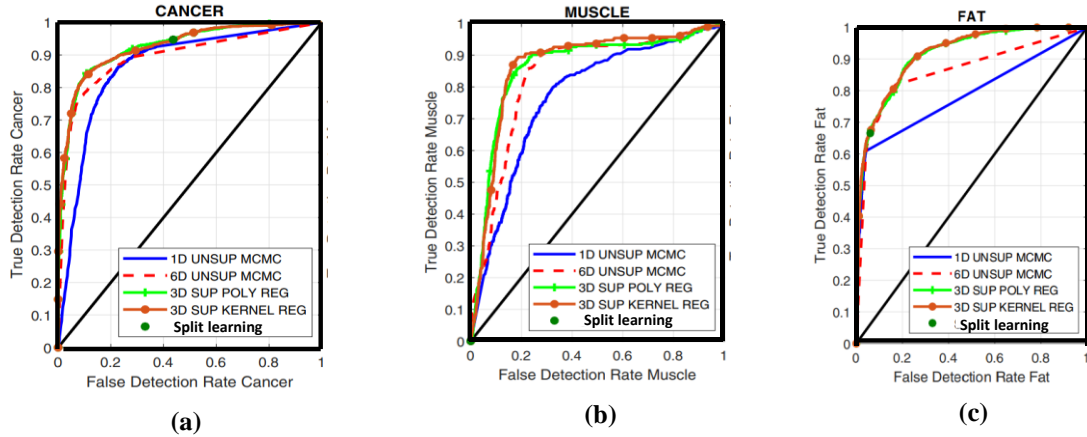 CANCER
True Detection Rate Cancer
1
0.9
0.8
0.7
0.6
0.5
0.4
0.3
0.2
0.1
0
1D UNSUP MCMC
6D UNSUP MCMC
3D SUP POLY REG
3D SUP KERNEL REG
Split learning
0 0.2 0.4 0.6 0.8 1
False Detection Rate Cancer
(a)
MUSCLE
True Detection Rate Muscle
1
0.9
0.8
0.7
0.6
0.5
0.4
0.3
0.2
0.1
0
1D UNSUP MCMC
6D UNSUP MCMC
3D SUP POLY REG
3D SUP KERNEL REG
Split learning
0 0.2 0.4 0.6 0.8 1
False Detection Rate Muscle
(b)
FAT
True Detection Rate Fat
1
0.9
0.8
0.7
0.6
0.5
0.4
0.3
0.2
0.1
0
1D UNSUP MCMC
6D UNSUP MCMC
3D SUP POLY REG
3D SUP KERNEL REG
Split learning
0 0.2 0.4 0.6 0.8 1
False Detection Rate Fat
(c)